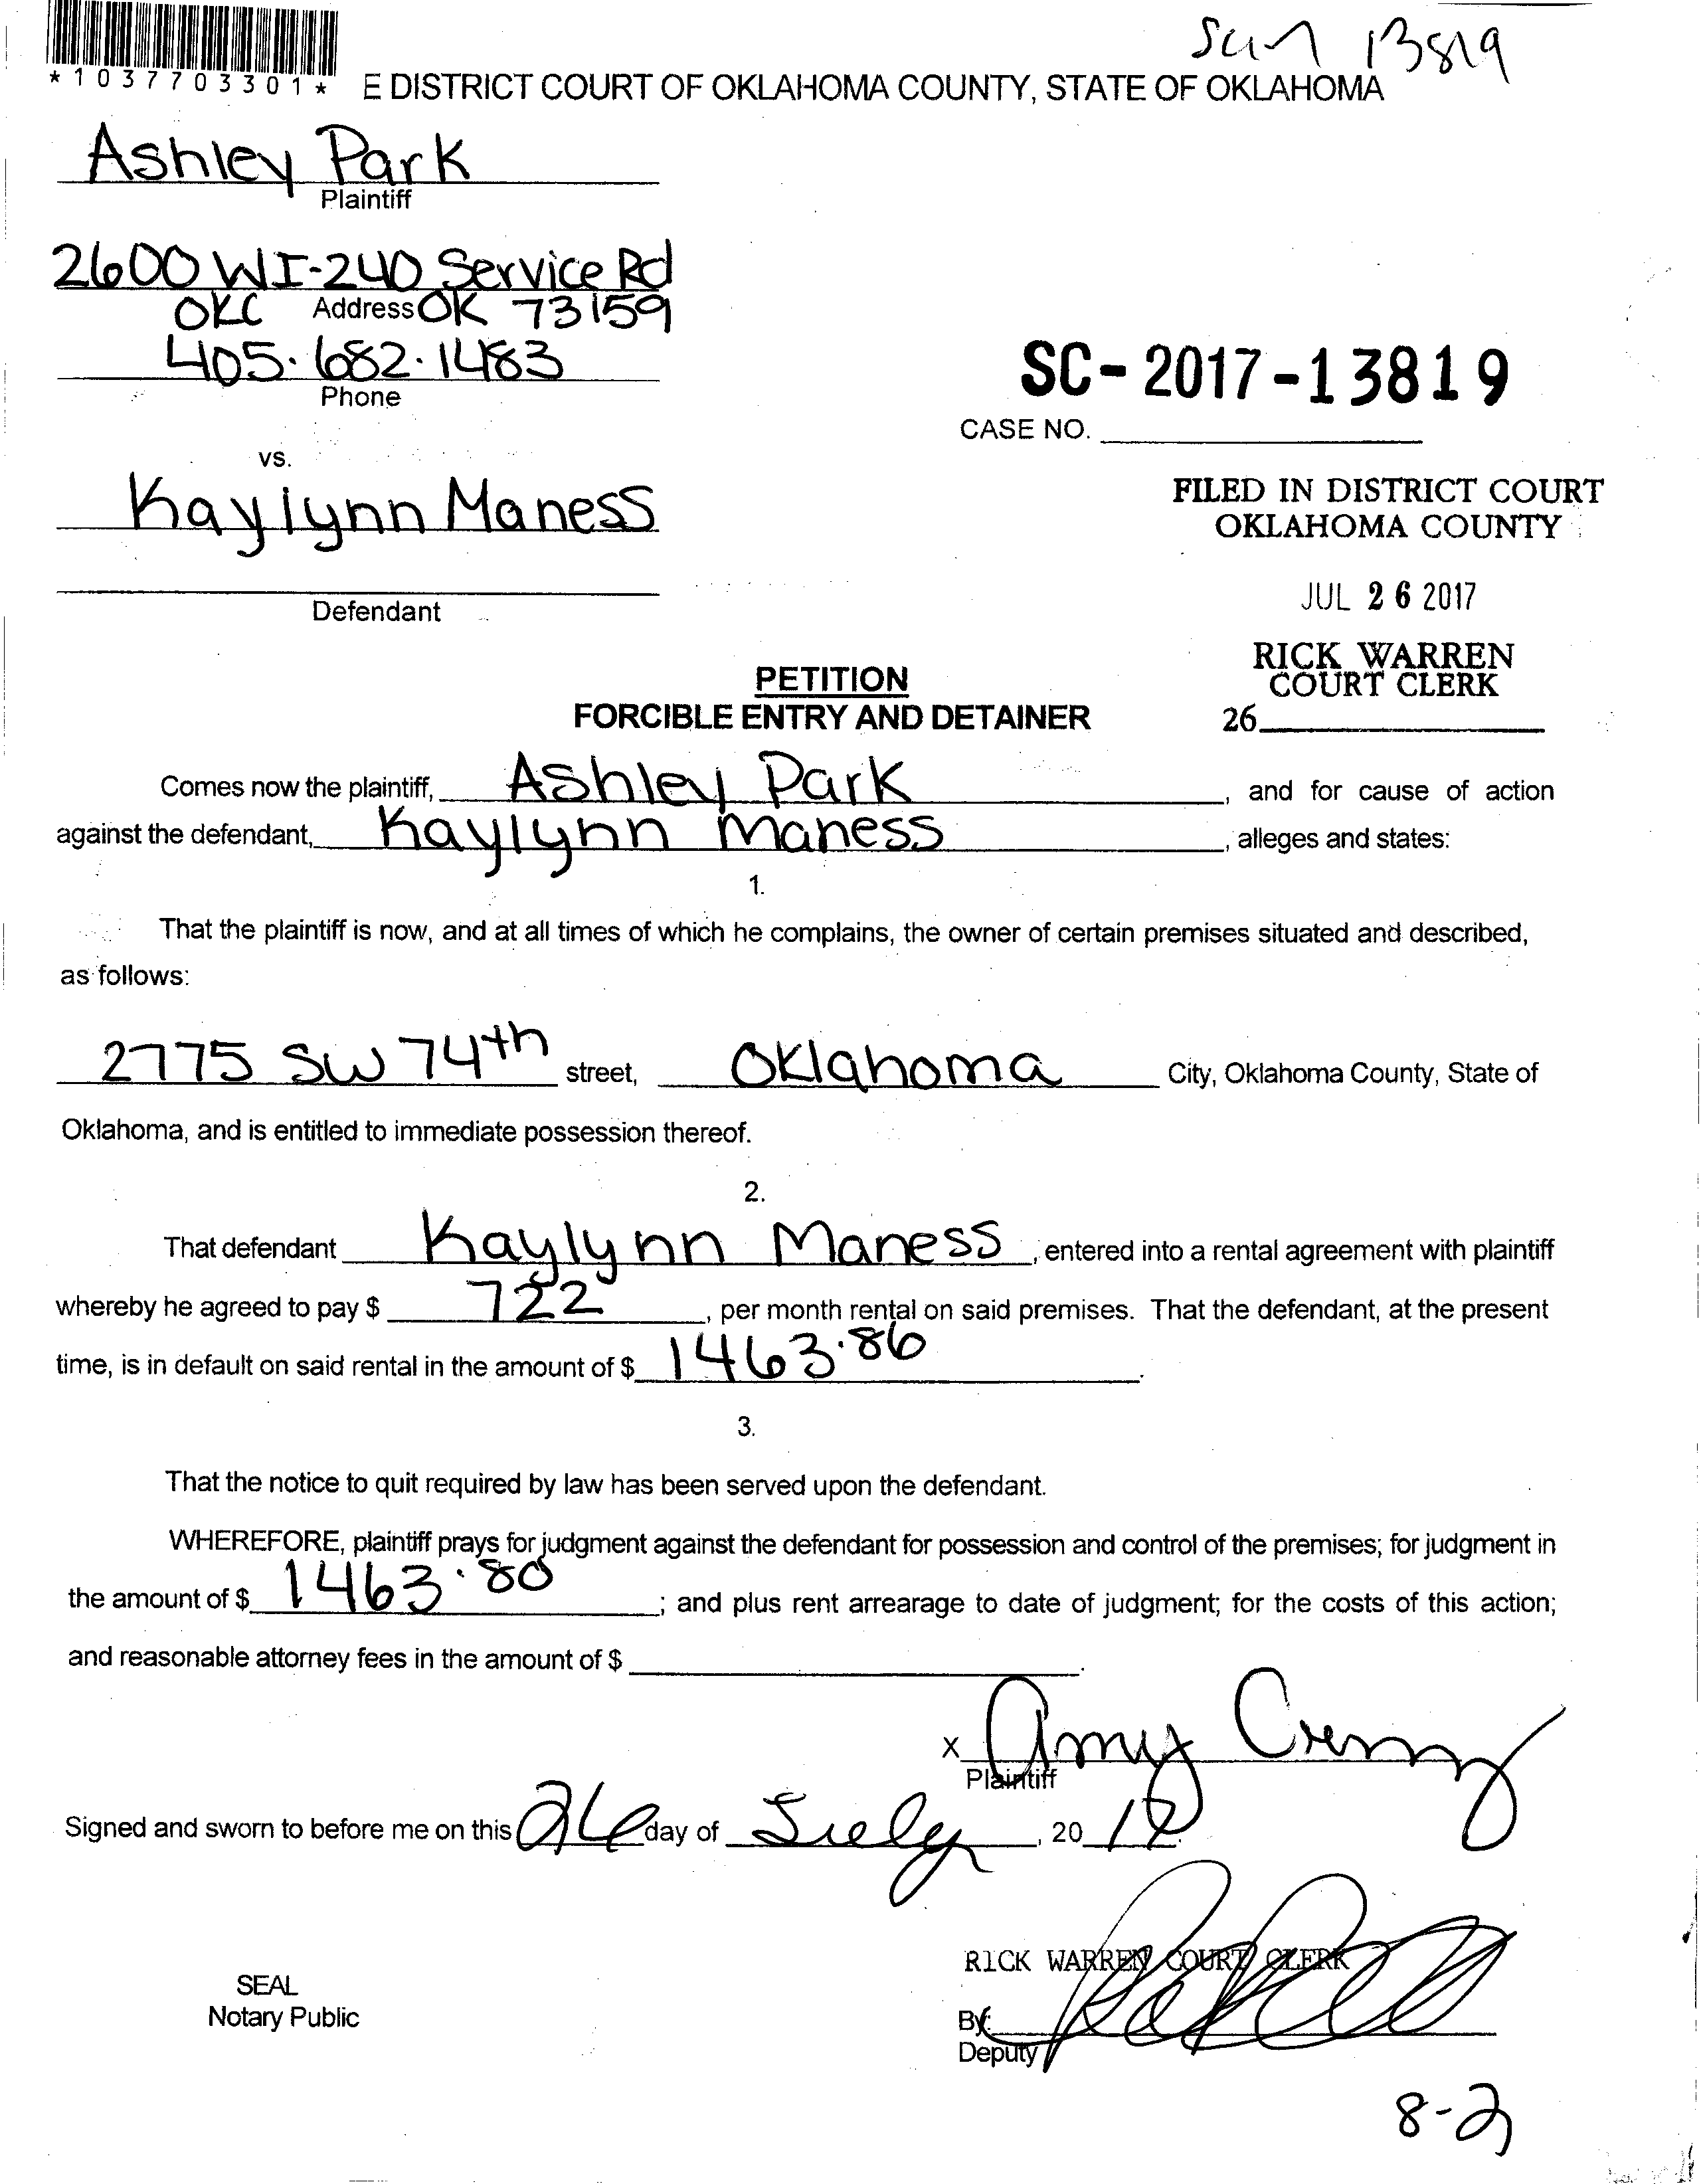 Scan 13819
*1037703301*
E DISTRICT COURT OF OKLAHOMA COUNTY, STATE OF OKLAHOMA
Ashley Park
Plaintiff
2600 W I-240 Service Rd
OKC Address OK 73159
405.682.1483
Phone
SC-2017-13819
CASE NO.
vs.
Kaylynn Maness
Defendant
FILED IN DISTRICT COURT
OKLAHOMA COUNTY
JUL 26 2017
RICK WARREN
COURT CLERK
26
PETITION
FORCIBLE ENTRY AND DETAINER
Comes now the plaintiff, Ashley Park, and for cause of action
against the defendant, Kaylynn Maness, alleges and states:
1.
That the plaintiff is now, and at all times of which he complains, the owner of certain premises situated and described,
as follows:
2775 SW 74th street, Oklahoma City, Oklahoma County, State of
Oklahoma, and is entitled to immediate possession thereof.
2.
That defendant Kaylynn Maness, entered into a rental agreement with plaintiff
whereby he agreed to pay $ 722, per month rental on said premises. That the defendant, at the present
time, is in default on said rental in the amount of $ 1463.86.
3.
That the notice to quit required by law has been served upon the defendant.
WHEREFORE, plaintiff prays for judgment against the defendant for possession and control of the premises; for judgment in
the amount of $ 1463.80; and plus rent arrearage to date of judgment; for the costs of this action;
and reasonable attorney fees in the amount of $.
X Amy
Plaintiff
Signed and sworn to before me on this 26 day of July, 2017.
SEAL
Notary Public
RICK WARREN COURT CLERK
By:
Deputy
8-2